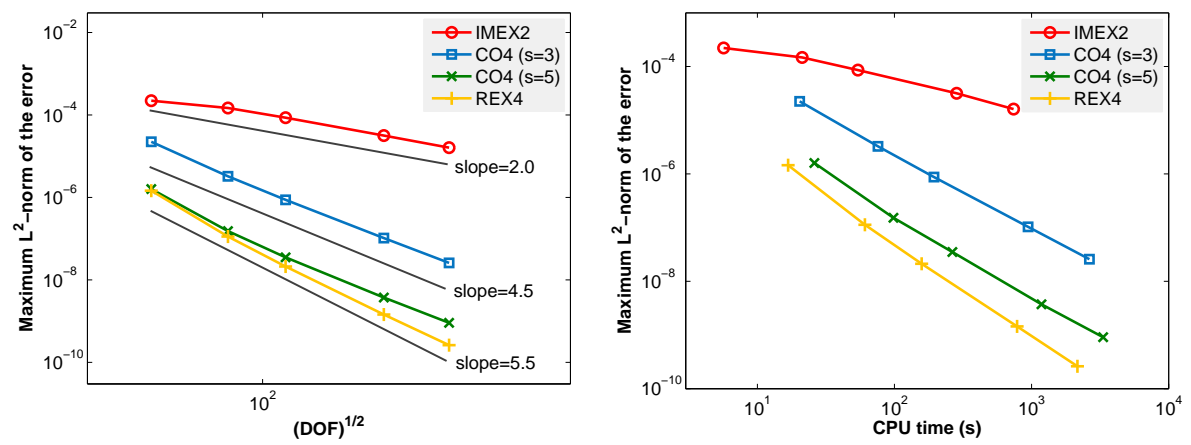 10^-2
10^-4
10^-6
10^-8
10^-10
Maximum L^2-norm of the error
IMEX2
CO4 (s=3)
CO4 (s=5)
REX4
slope=2.0
slope=4.5
slope=5.5
10^2
(DOF)^1/2
10^-4
10^-6
10^-8
10^-10
Maximum L^2-norm of the error
IMEX2
CO4 (s=3)
CO4 (s=5)
REX4
10^1
10^2
10^3
10^4
CPU time (s)